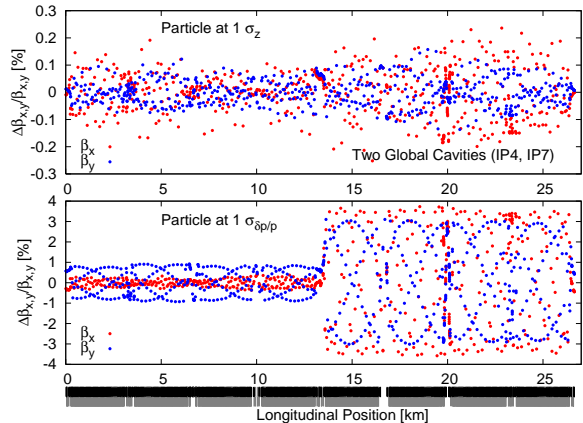 Particle at 1 σz
Δβx,y/βx,y [%]
0.3
0.2
0.1
0
-0.1
-0.2
-0.3
βx
βy
Two Global Cavities (IP4, IP7)
0 5 10 15 20 25
Particle at 1 σδp/p
Δβx,y/βx,y [%]
4
3
2
1
0
-1
-2
-3
-4
βx
βy
0 5 10 15 20 25
Longitudinal Position [km]